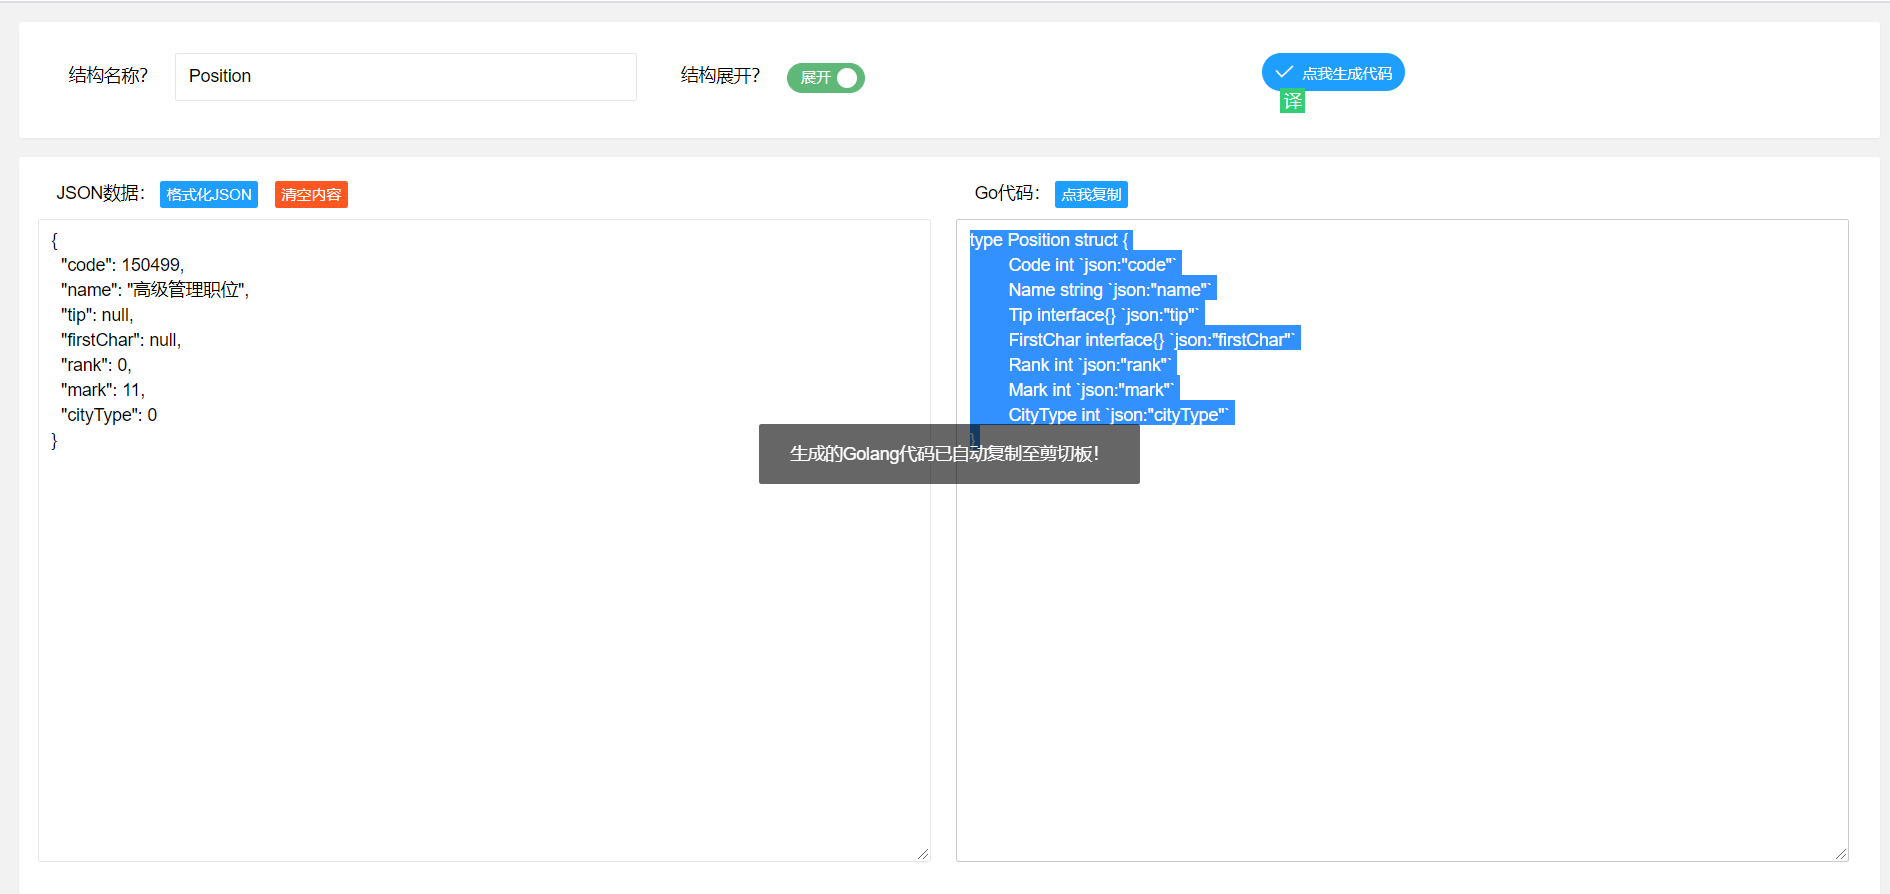 结构名称？ Position 结构展开？ 展开 点我生成代码
译
JSON数据： 格式化JSON 清空内容
{
"code": 150499,
"name": "高级管理职位",
"tip": null,
"firstChar": null,
"rank": 0,
"mark": 11,
"cityType": 0
}
Go代码： 点我复制
type Position struct {
Code int `json:"code"`
Name string `json:"name"`
Tip interface{} `json:"tip"`
FirstChar interface{} `json:"firstChar"`
Rank int `json:"rank"`
Mark int `json:"mark"`
CityType int `json:"cityType"`
}
生成的Golang代码已自动复制至剪切板！